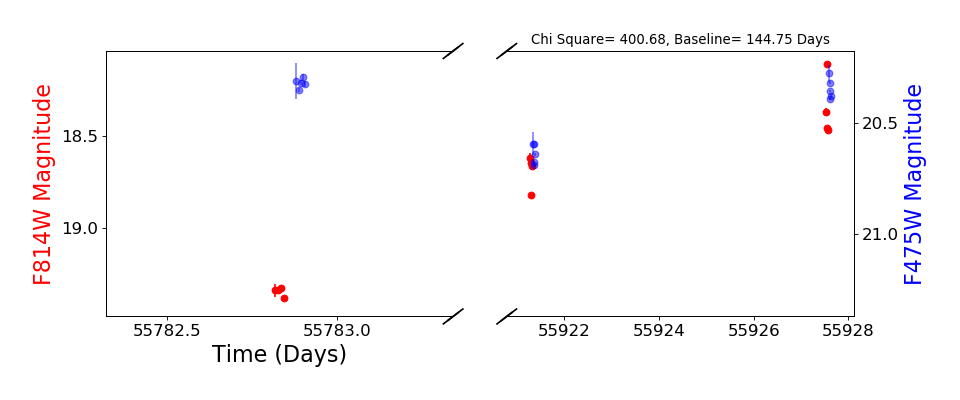 Chi Square= 400.68, Baseline= 144.75 Days
F814W Magnitude
18.5
19.0
20.5
21.0
F475W Magnitude
55782.5
55783.0
55922
55924
55926
55928
Time (Days)